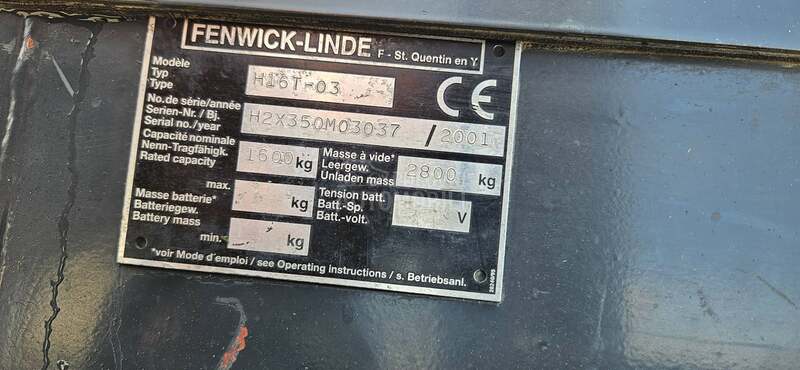 FENWICK-LINDE F - St. Quentin en Y
Modèle
Typ
Type H16T-03
No.de série/année
Serien-Nr./ Bj.
Serial no./year H2X350M03037 / 2001
Capacité nominale
Nenn-Tragfähigk.
Rated capacity 1600 kg
Masse à vide*
Leergew.
Unladen mass 2800 kg
max. kg
Masse batterie*
Batteriegew.
Battery mass
min. kg
Tension batt.
Batt.-Sp.
Batt.-volt. V
CE
*voir Mode d'emploi / see Operating instructions / s. Betriebsanl.